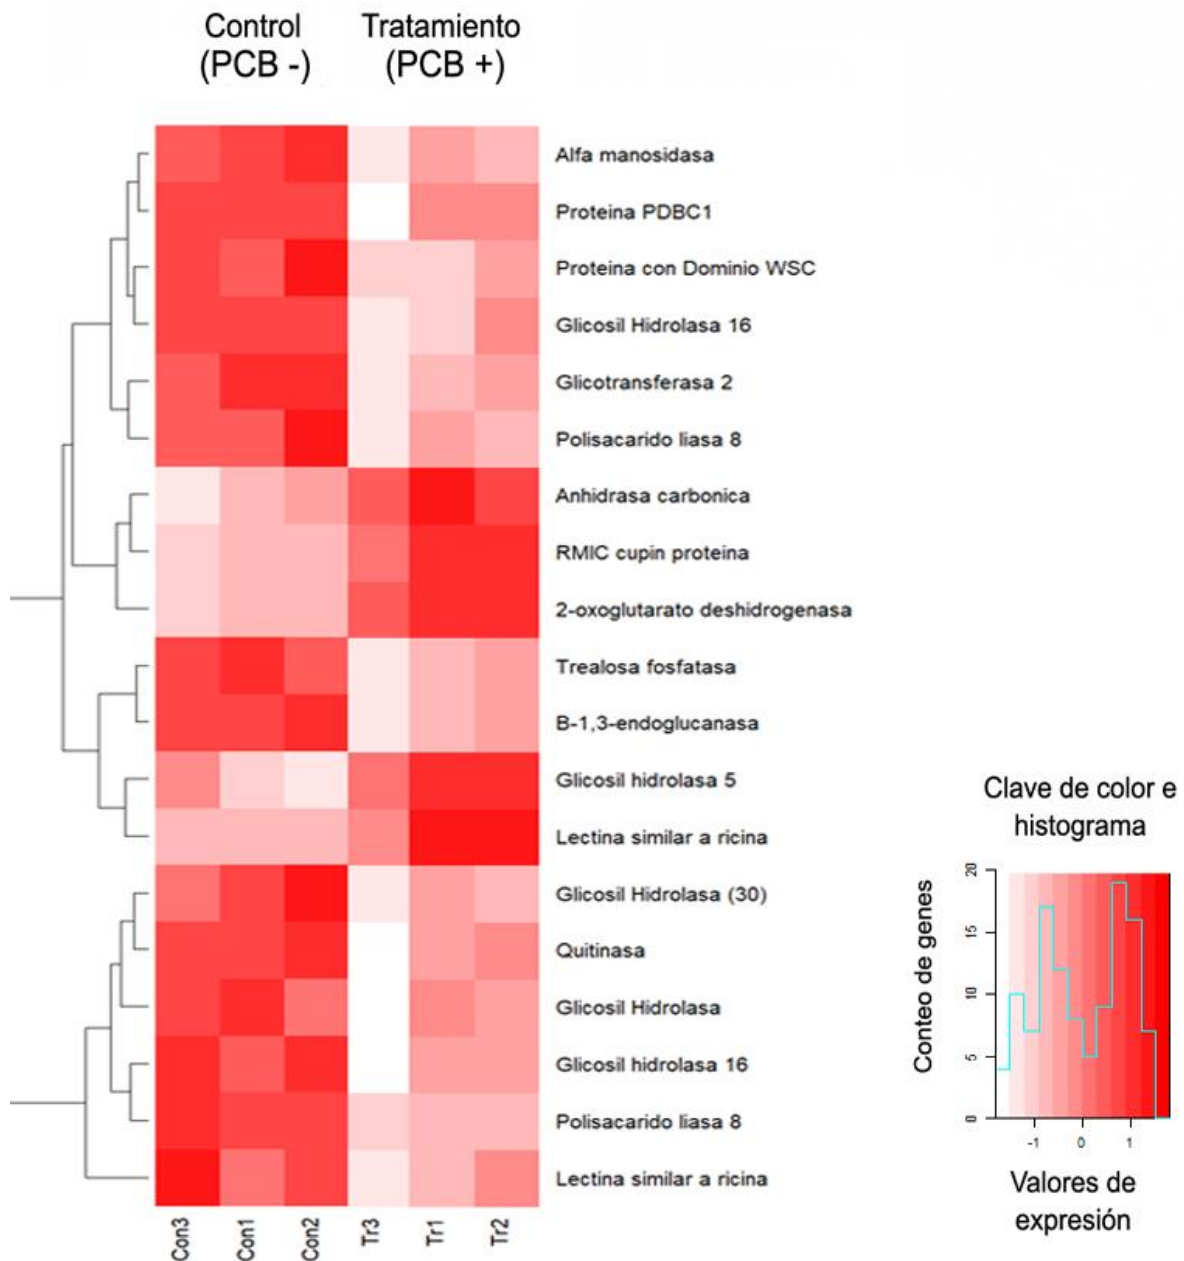 Control
(PCB -)
Tratamiento
(PCB +)
Alfa manosidasa
Proteina PDBC1
Proteina con Dominio WSC
Glicosil Hidrolasa 16
Glicotransferasa 2
Polisacarido liasa 8
Anhidrasa carbonica
RMIC cupin proteina
2-oxoglutarato deshidrogenasa
Trealosa fosfatasa
B-1,3-endoglucanasa
Glicosil hidrolasa 5
Lectina similar a ricina
Glicosil Hidrolasa (30)
Quitinasa
Glicosil Hidrolasa
Glicosil hidrolasa 16
Polisacarido liasa 8
Lectina similar a ricina
Con3
Con1
Con2
Tr3
Tr1
Tr2
Clave de color e
histograma
Conteo de genes
20
15
10
5
0
-1
0
1
Valores de
expresión